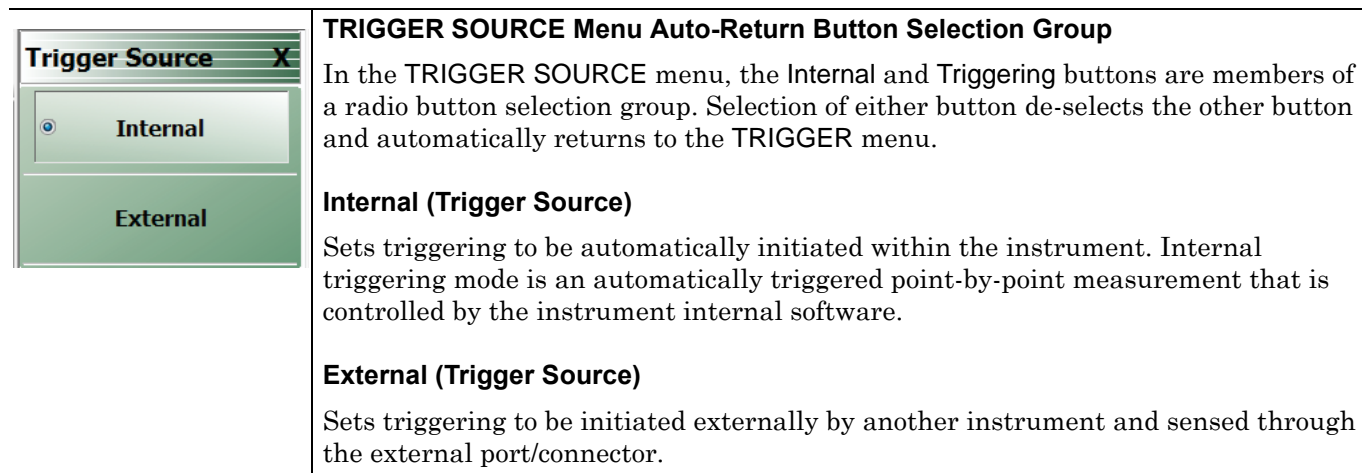 Trigger Source X
Internal
External
TRIGGER SOURCE Menu Auto-Return Button Selection Group
In the TRIGGER SOURCE menu, the Internal and Triggering buttons are members of
a radio button selection group. Selection of either button de-selects the other button
and automatically returns to the TRIGGER menu.
Internal (Trigger Source)
Sets triggering to be automatically initiated within the instrument. Internal
triggering mode is an automatically triggered point-by-point measurement that is
controlled by the instrument internal software.
External (Trigger Source)
Sets triggering to be initiated externally by another instrument and sensed through
the external port/connector.